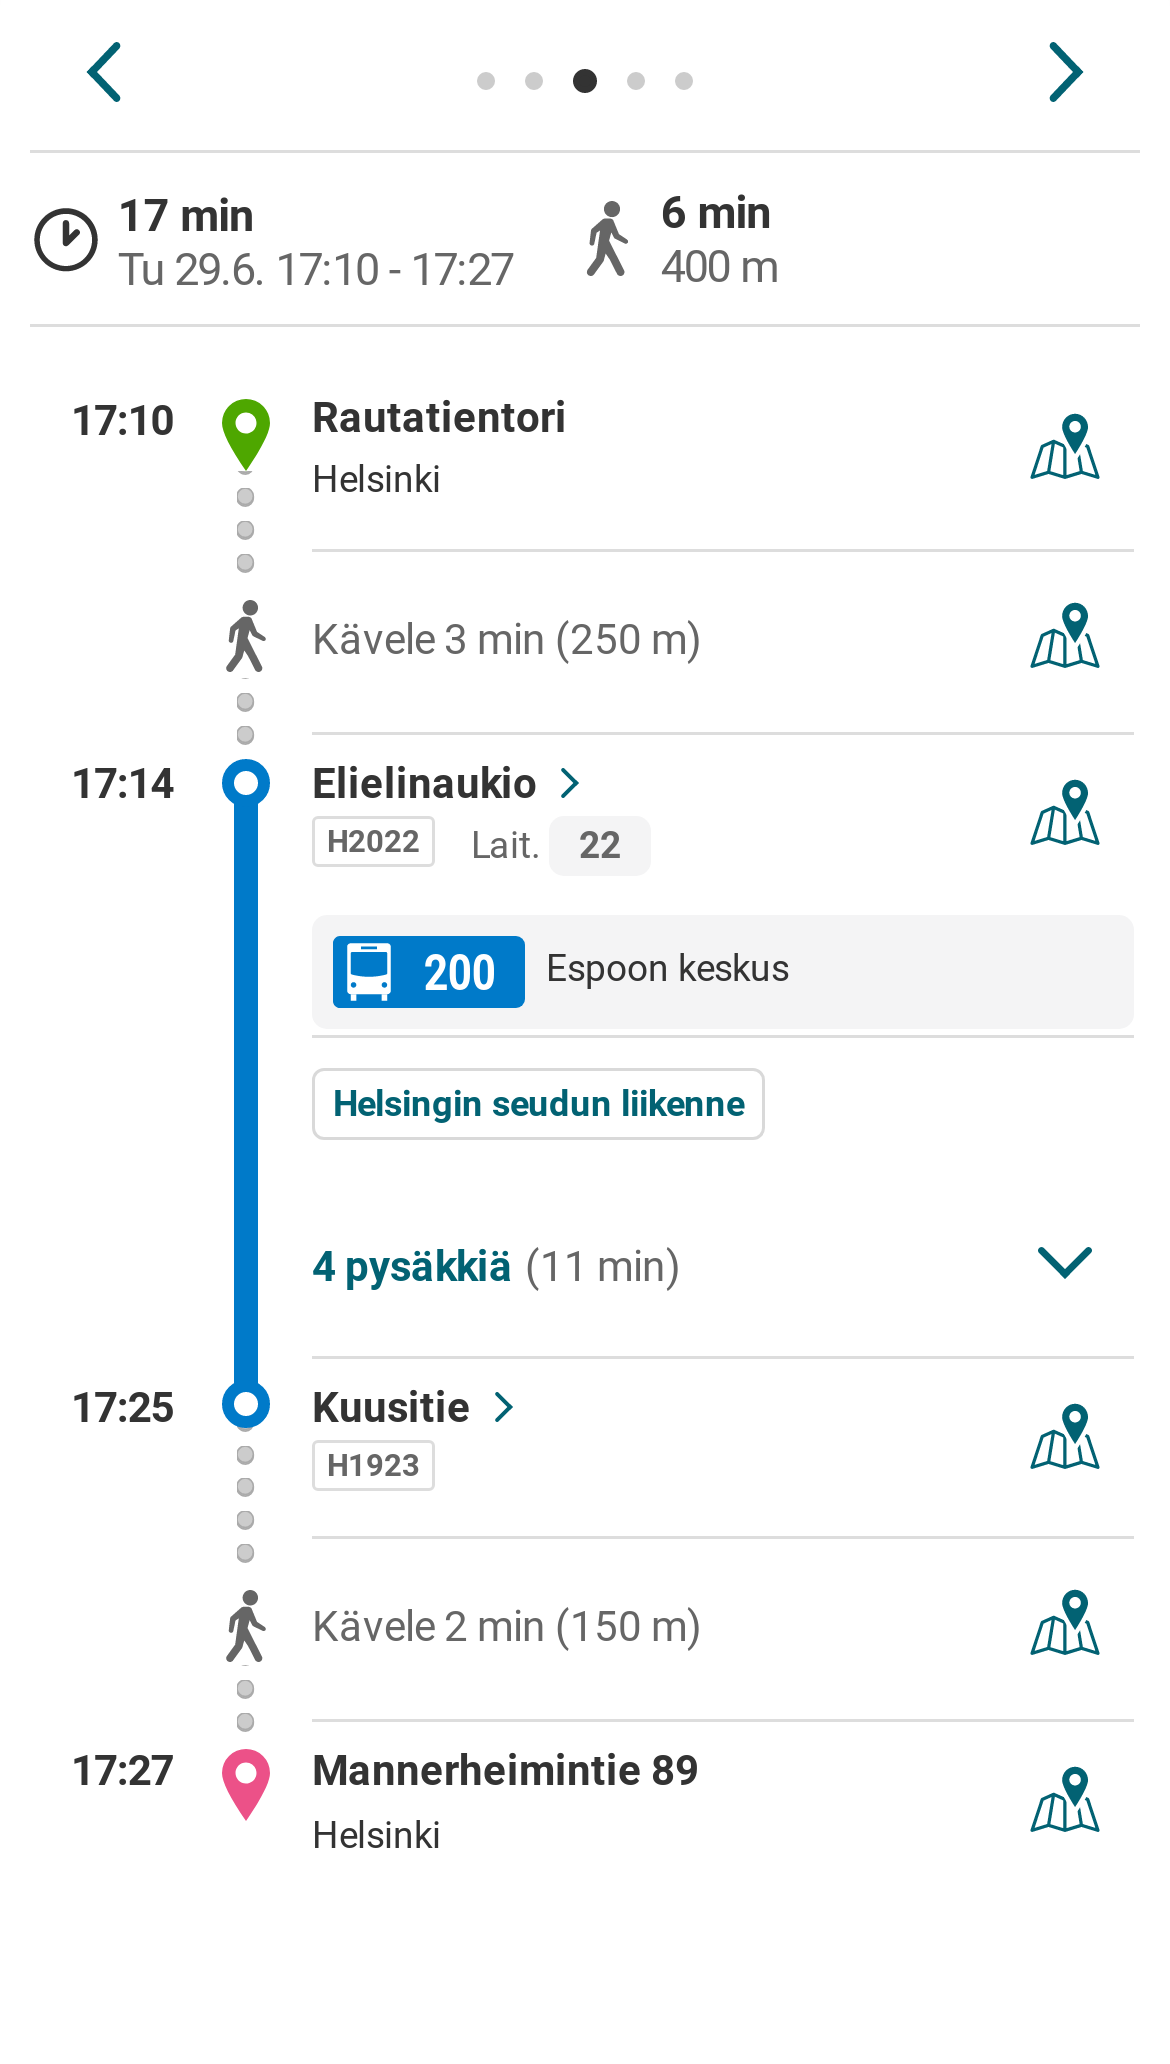 17 min
Tu 29.6. 17:10 - 17:27
6 min
400 m
17:10
Rautatientori
Helsinki
Kävele 3 min (250 m)
17:14
Elielinaukio
H2022 Lait. 22
200 Espoon keskus
Helsingin seudun liikenne
4 pysäkkiä (11 min)
17:25
Kuusitie
H1923
Kävele 2 min (150 m)
17:27
Mannerheimintie 89
Helsinki